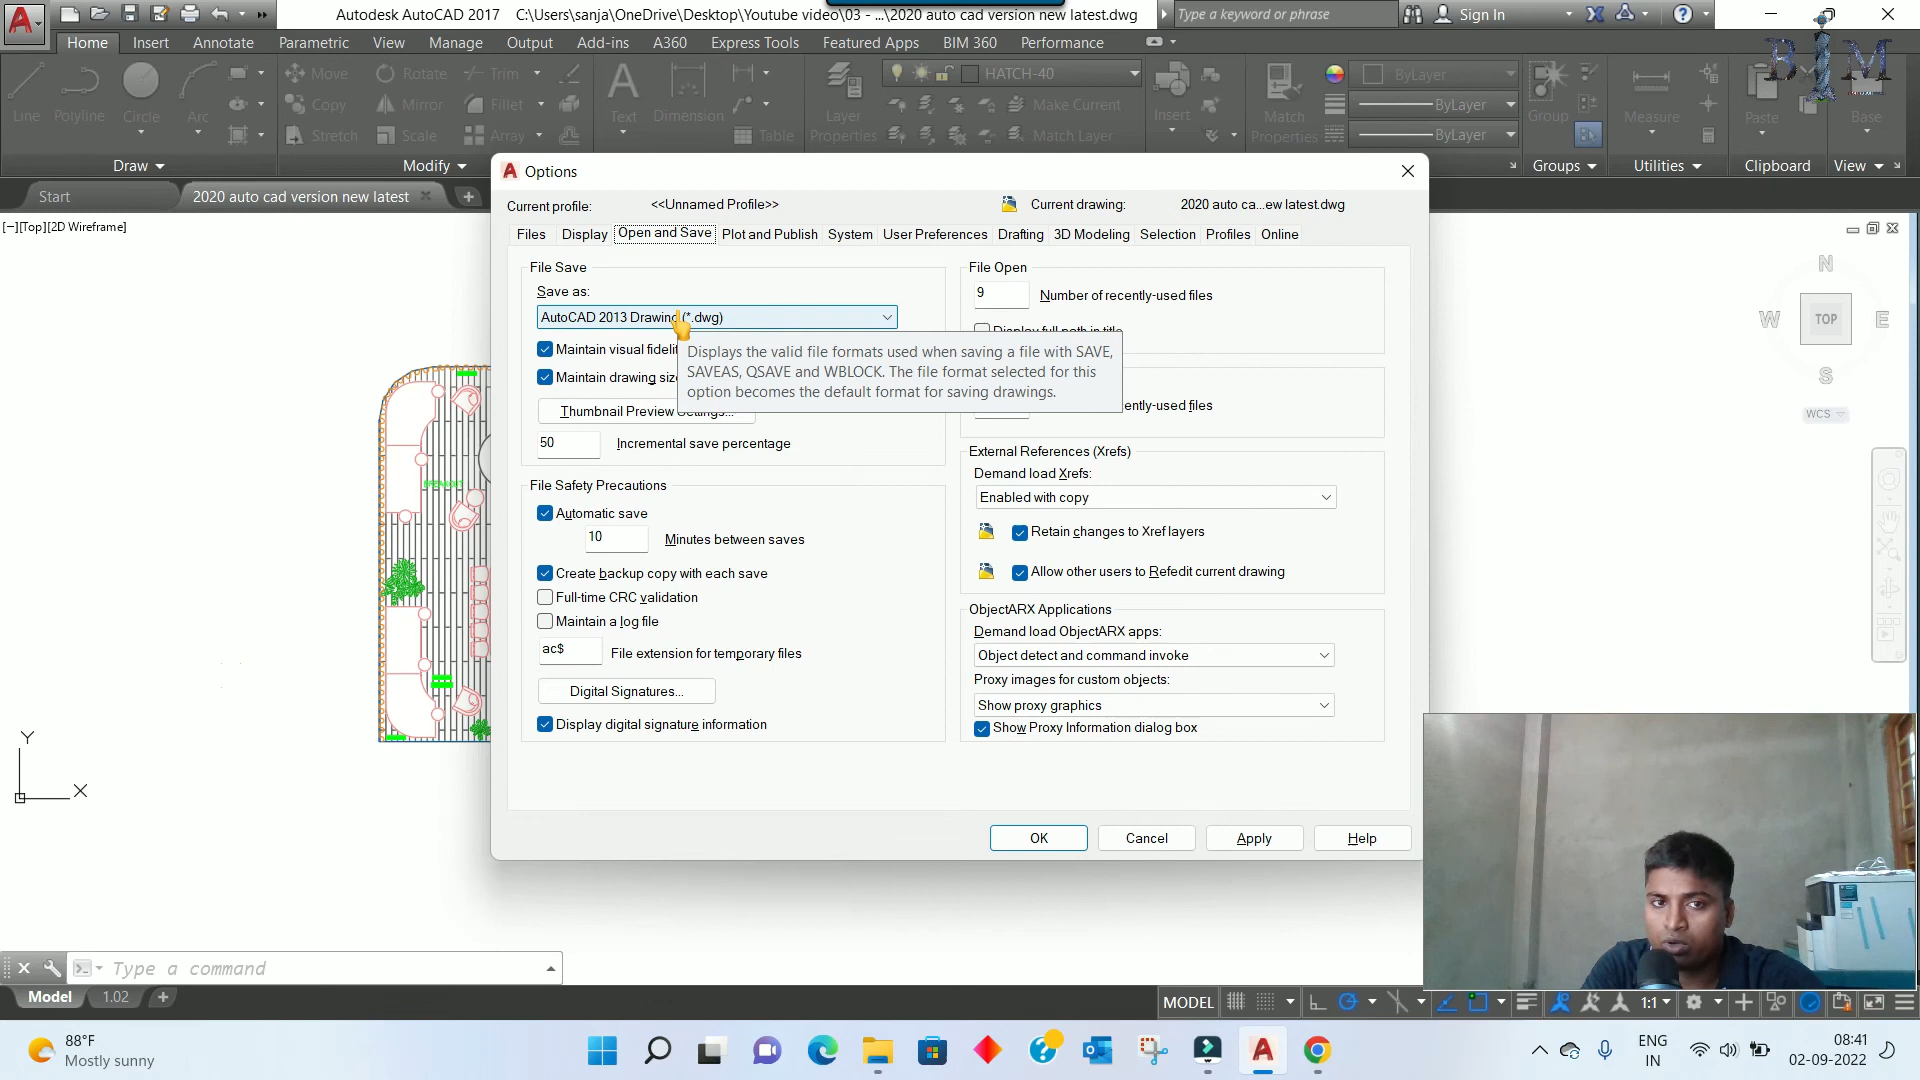 Autodesk AutoCAD 2017 C:\Users\sanja\OneDrive\Desktop\Youtube video\03 - ...\2020 auto cad version new latest.dwg
Type a keyword or phrase
Sign In
BIM
Home Insert Annotate Parametric View Manage Output Add-ins A360 Express Tools Featured Apps BIM 360 Performance
Line Polyline Circle Arc
Move Rotate Trim
Copy Mirror Fillet
Stretch Scale Array
Text Dimension Table
Layer Properties
HATCH-40
Make Current
Match Layer
Insert
Match Properties
ByLayer
ByLayer
ByLayer
Group
Measure
Paste
Base
Draw Modify Groups Utilities Clipboard View
Start
2020 auto cad version new latest
[−][Top][2D Wireframe]
Options
Current profile: <<Unnamed Profile>> Current drawing: 2020 auto ca...ew latest.dwg
Files Display Open and Save Plot and Publish System User Preferences Drafting 3D Modeling Selection Profiles Online
File Save
Save as:
AutoCAD 2013 Drawing (*.dwg)
Maintain visual fidelit
Maintain drawing size
Thumbnail Preview Settings...
50 Incremental save percentage
Displays the valid file formats used when saving a file with SAVE,
SAVEAS, QSAVE and WBLOCK. The file format selected for this
option becomes the default format for saving drawings.
File Safety Precautions
Automatic save
10 Minutes between saves
Create backup copy with each save
Full-time CRC validation
Maintain a log file
ac$ File extension for temporary files
Digital Signatures...
Display digital signature information
File Open
9 Number of recently-used files
Display full path in title
ently-used files
External References (Xrefs)
Demand load Xrefs:
Enabled with copy
Retain changes to Xref layers
Allow other users to Refedit current drawing
ObjectARX Applications
Demand load ObjectARX apps:
Object detect and command invoke
Proxy images for custom objects:
Show proxy graphics
Show Proxy Information dialog box
OK Cancel Apply Help
N
W TOP E
S
WCS
Y
X
Type a command
Model 1.02
MODEL 1:1
88°F
Mostly sunny
ENG
IN
08:41
02-09-2022